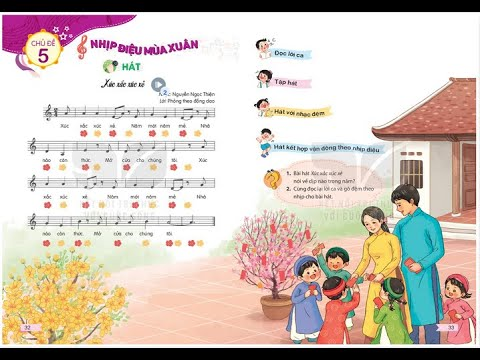 CHỦ ĐỀ
5
NHỊP ĐIỆU MÙA XUÂN
HÁT
Xúc xắc xúc xẻ
Nguyễn Ngọc Thiện
Lời: Phỏng theo đồng dao
Xúc xắc xúc xẻ. Năm mới năm mẻ. Nhà
nào còn thức. Mở cửa cho chúng tôi. Xúc
xắc xúc xẻ. Năm mới năm mẻ. Nhà
nào còn thức. Mở cửa cho chúng tôi.
32
Đọc lời ca
Tập hát
Hát với nhạc đệm
Hát kết hợp vận động theo nhịp điệu
1. Bài hát Xúc xắc xúc xẻ
nói về dịp nào trong năm?
2. Cùng đọc lại lời ca và gõ đệm theo
nhịp cho bài hát.
33